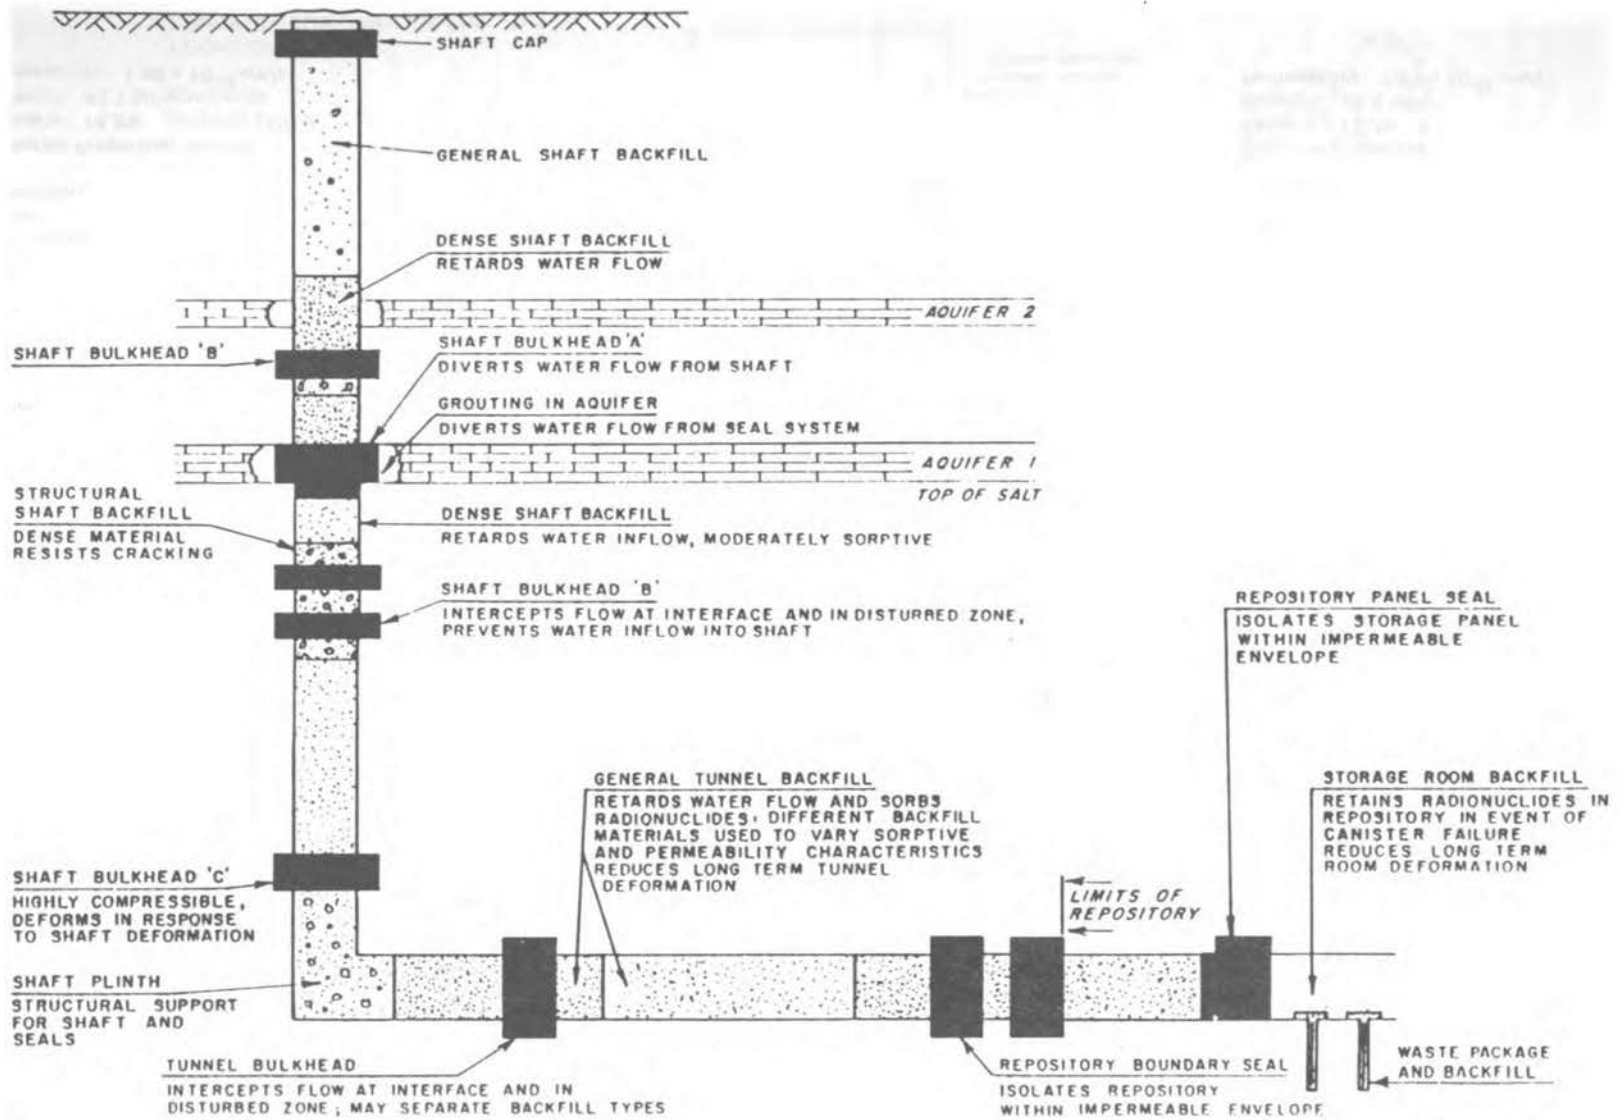 SHAFT CAP
GENERAL SHAFT BACKFILL
DENSE SHAFT BACKFILL
RETARDS WATER FLOW
AQUIFER 2
SHAFT BULKHEAD 'B'
SHAFT BULKHEAD 'A'
DIVERTS WATER FLOW FROM SHAFT
GROUTING IN AQUIFER
DIVERTS WATER FLOW FROM SEAL SYSTEM
AQUIFER 1
TOP OF SALT
STRUCTURAL
SHAFT BACKFILL
DENSE MATERIAL
RESISTS CRACKING
DENSE SHAFT BACKFILL
RETARDS WATER INFLOW, MODERATELY SORPTIVE
SHAFT BULKHEAD 'B'
INTERCEPTS FLOW AT INTERFACE AND IN DISTURBED ZONE,
PREVENTS WATER INFLOW INTO SHAFT
REPOSITORY PANEL SEAL
ISOLATES STORAGE PANEL
WITHIN IMPERMEABLE
ENVELOPE
GENERAL TUNNEL BACKFILL
RETARDS WATER FLOW AND SORBS
RADIONUCLIDES, DIFFERENT BACKFILL
MATERIALS USED TO VARY SORPTIVE
AND PERMEABILITY CHARACTERISTICS
REDUCES LONG TERM TUNNEL
DEFORMATION
STORAGE ROOM BACKFILL
RETAINS RADIONUCLIDES IN
REPOSITORY IN EVENT OF
CANISTER FAILURE
REDUCES LONG TERM
ROOM DEFORMATION
SHAFT BULKHEAD 'C'
HIGHLY COMPRESSIBLE,
DEFORMS IN RESPONSE
TO SHAFT DEFORMATION
LIMITS OF
REPOSITORY
SHAFT PLINTH
STRUCTURAL SUPPORT
FOR SHAFT AND
SEALS
TUNNEL BULKHEAD
INTERCEPTS FLOW AT INTERFACE AND IN
DISTURBED ZONE; MAY SEPARATE BACKFILL TYPES
REPOSITORY BOUNDARY SEAL
ISOLATES REPOSITORY
WITHIN IMPERMEABLE ENVELOPE
WASTE PACKAGE
AND BACKFILL